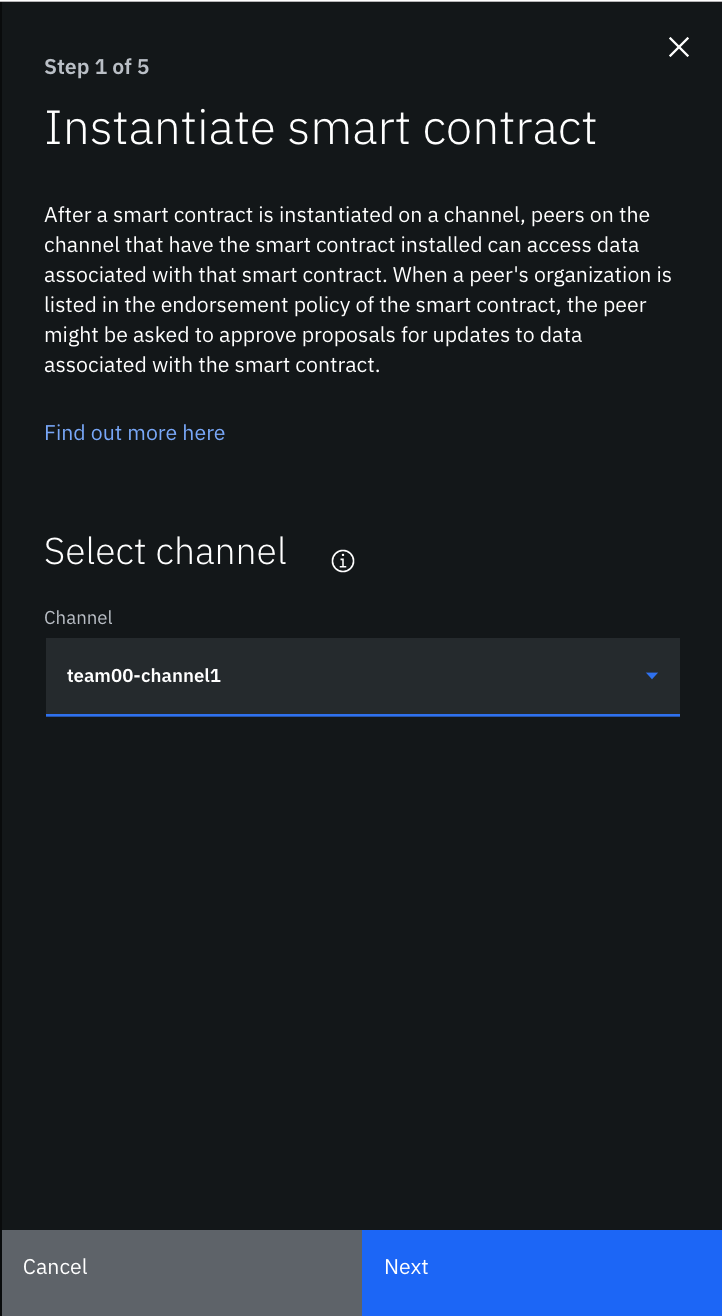 Step 1 of 5
Instantiate smart contract
After a smart contract is instantiated on a channel, peers on the
channel that have the smart contract installed can access data
associated with that smart contract. When a peer's organization is
listed in the endorsement policy of the smart contract, the peer
might be asked to approve proposals for updates to data
associated with the smart contract.
Find out more here
Select channel
Channel
team00-channel1
Cancel
Next